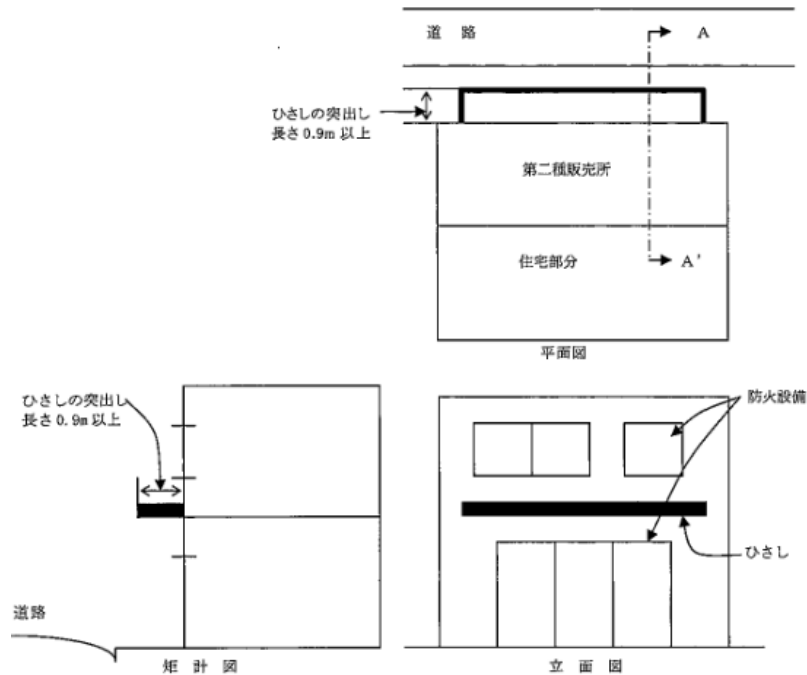 道 路
A
ひさしの突出し
長さ0.9m以上
第二種販売所
住宅部分
A'
平面図
ひさしの突出し
長さ0.9m以上
道路
矩 計 図
防火設備
ひさし
立 面 図